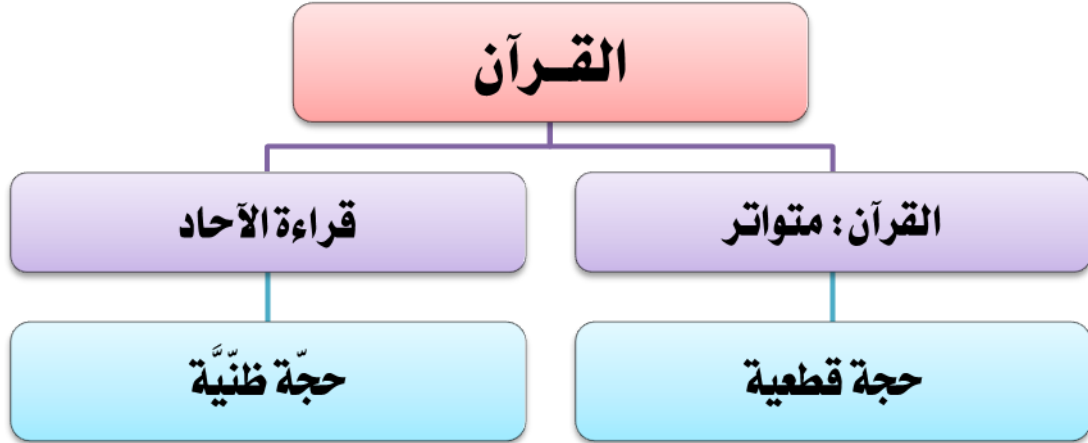 القـرآن
القرآن: متواتر
قراءة الآحاد
حجة قطعية
حجّة ظنّيَّة